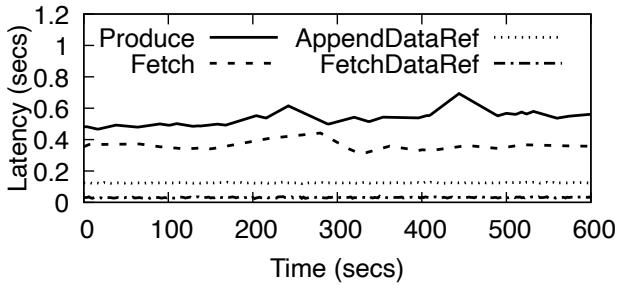 1.2
1
0.8
0.6
0.4
0.2
0
Latency (secs)
Produce
Fetch
AppendDataRef
FetchDataRef
0 100 200 300 400 500 600
Time (secs)